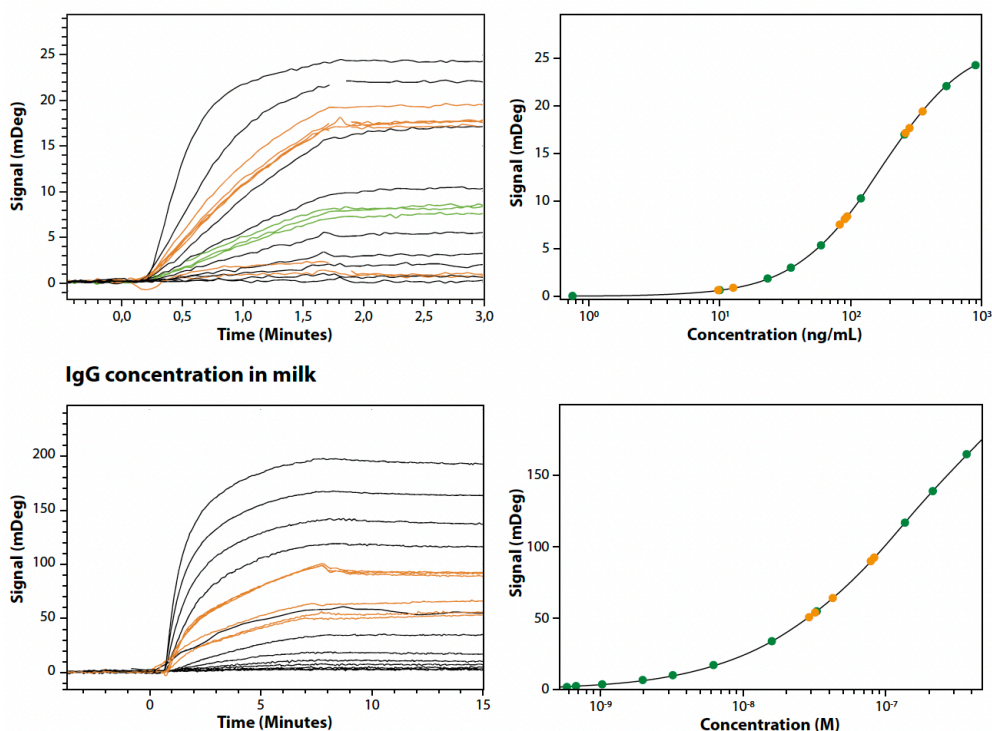 Signal (mDeg)
25
20
15
10
5
0
0,0 0,5 1,0 1,5 2,0 2,5 3,0
Time (Minutes)
Signal (mDeg)
25
20
15
10
5
0
10⁰ 10¹ 10² 10³
Concentration (ng/mL)
IgG concentration in milk
Signal (mDeg)
200
150
100
50
0
0 5 10 15
Time (Minutes)
Signal (mDeg)
150
100
50
0
10⁻⁹ 10⁻⁸ 10⁻⁷
Concentration (M)